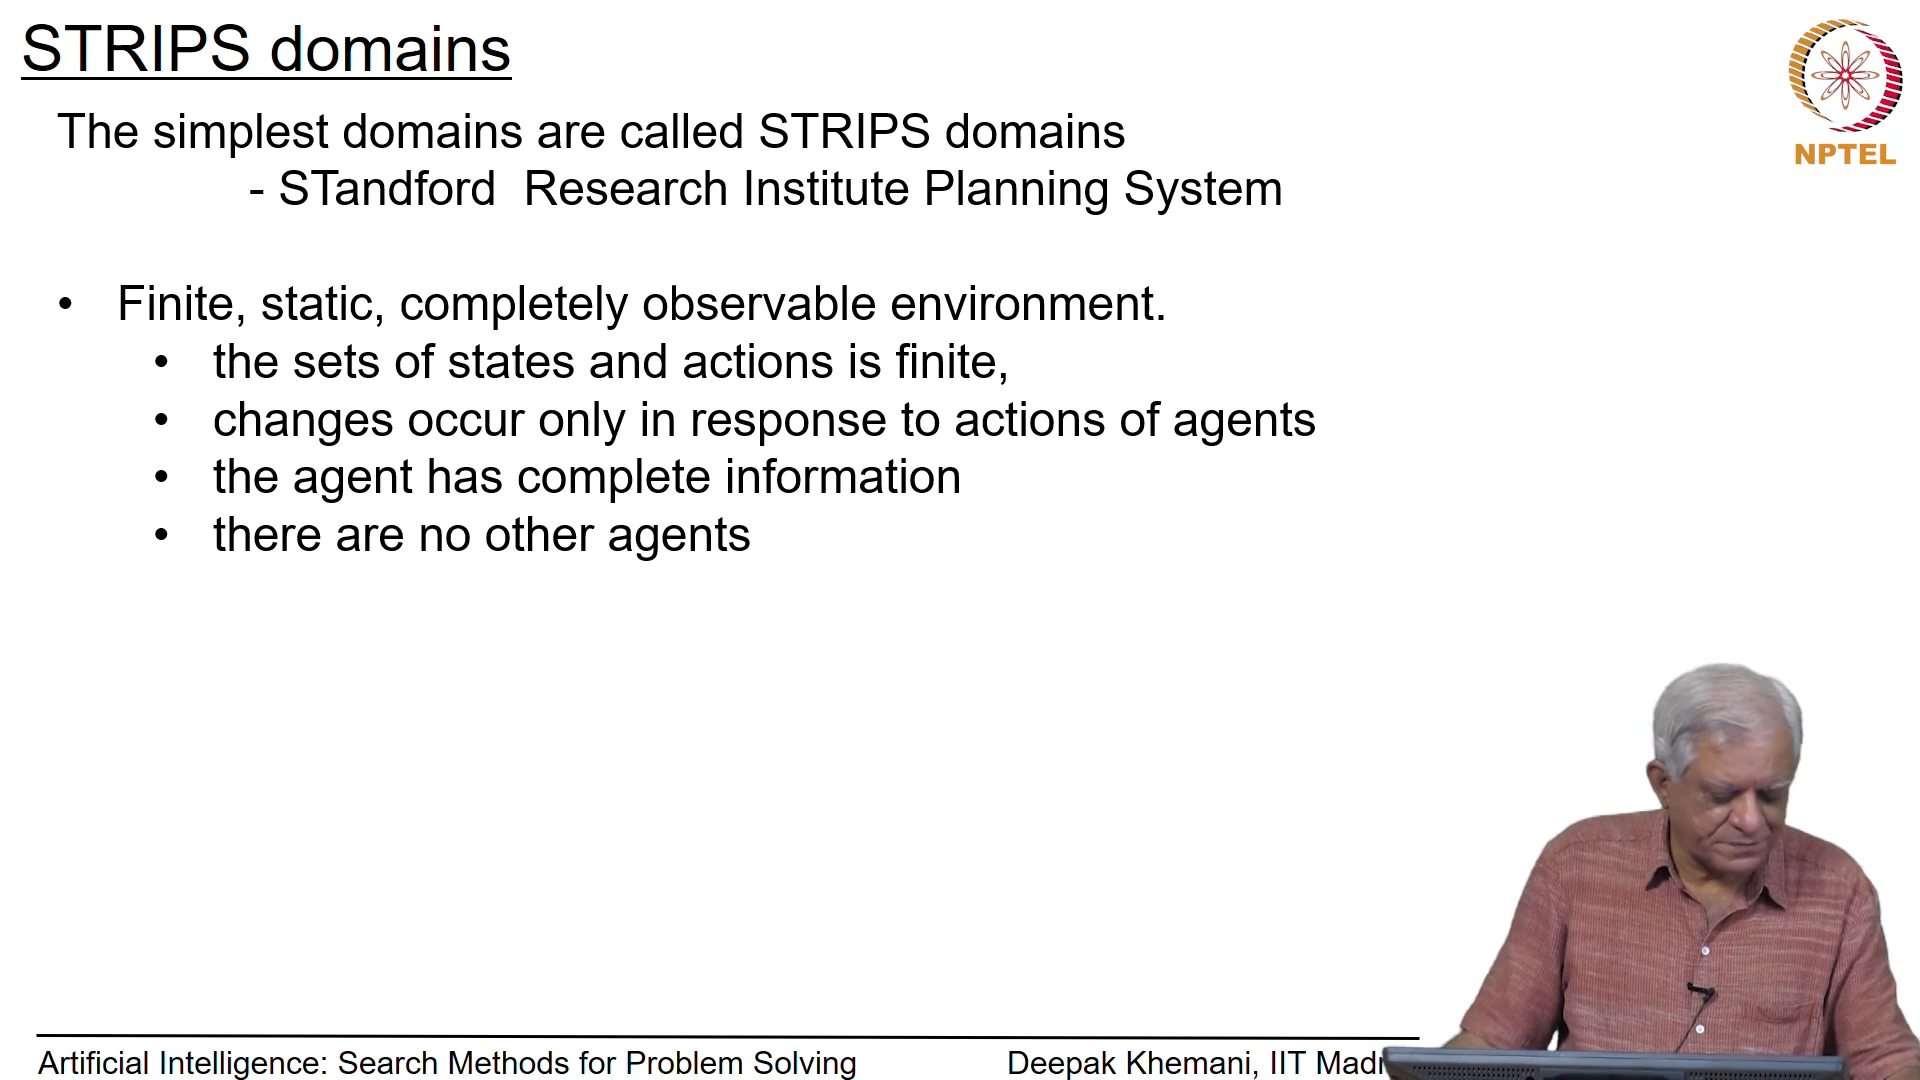 STRIPS domains
NPTEL
The simplest domains are called STRIPS domains
- STandford Research Institute Planning System
• Finite, static, completely observable environment.
• the sets of states and actions is finite,
• changes occur only in response to actions of agents
• the agent has complete information
• there are no other agents
Artificial Intelligence: Search Methods for Problem Solving
Deepak Khemani, IIT